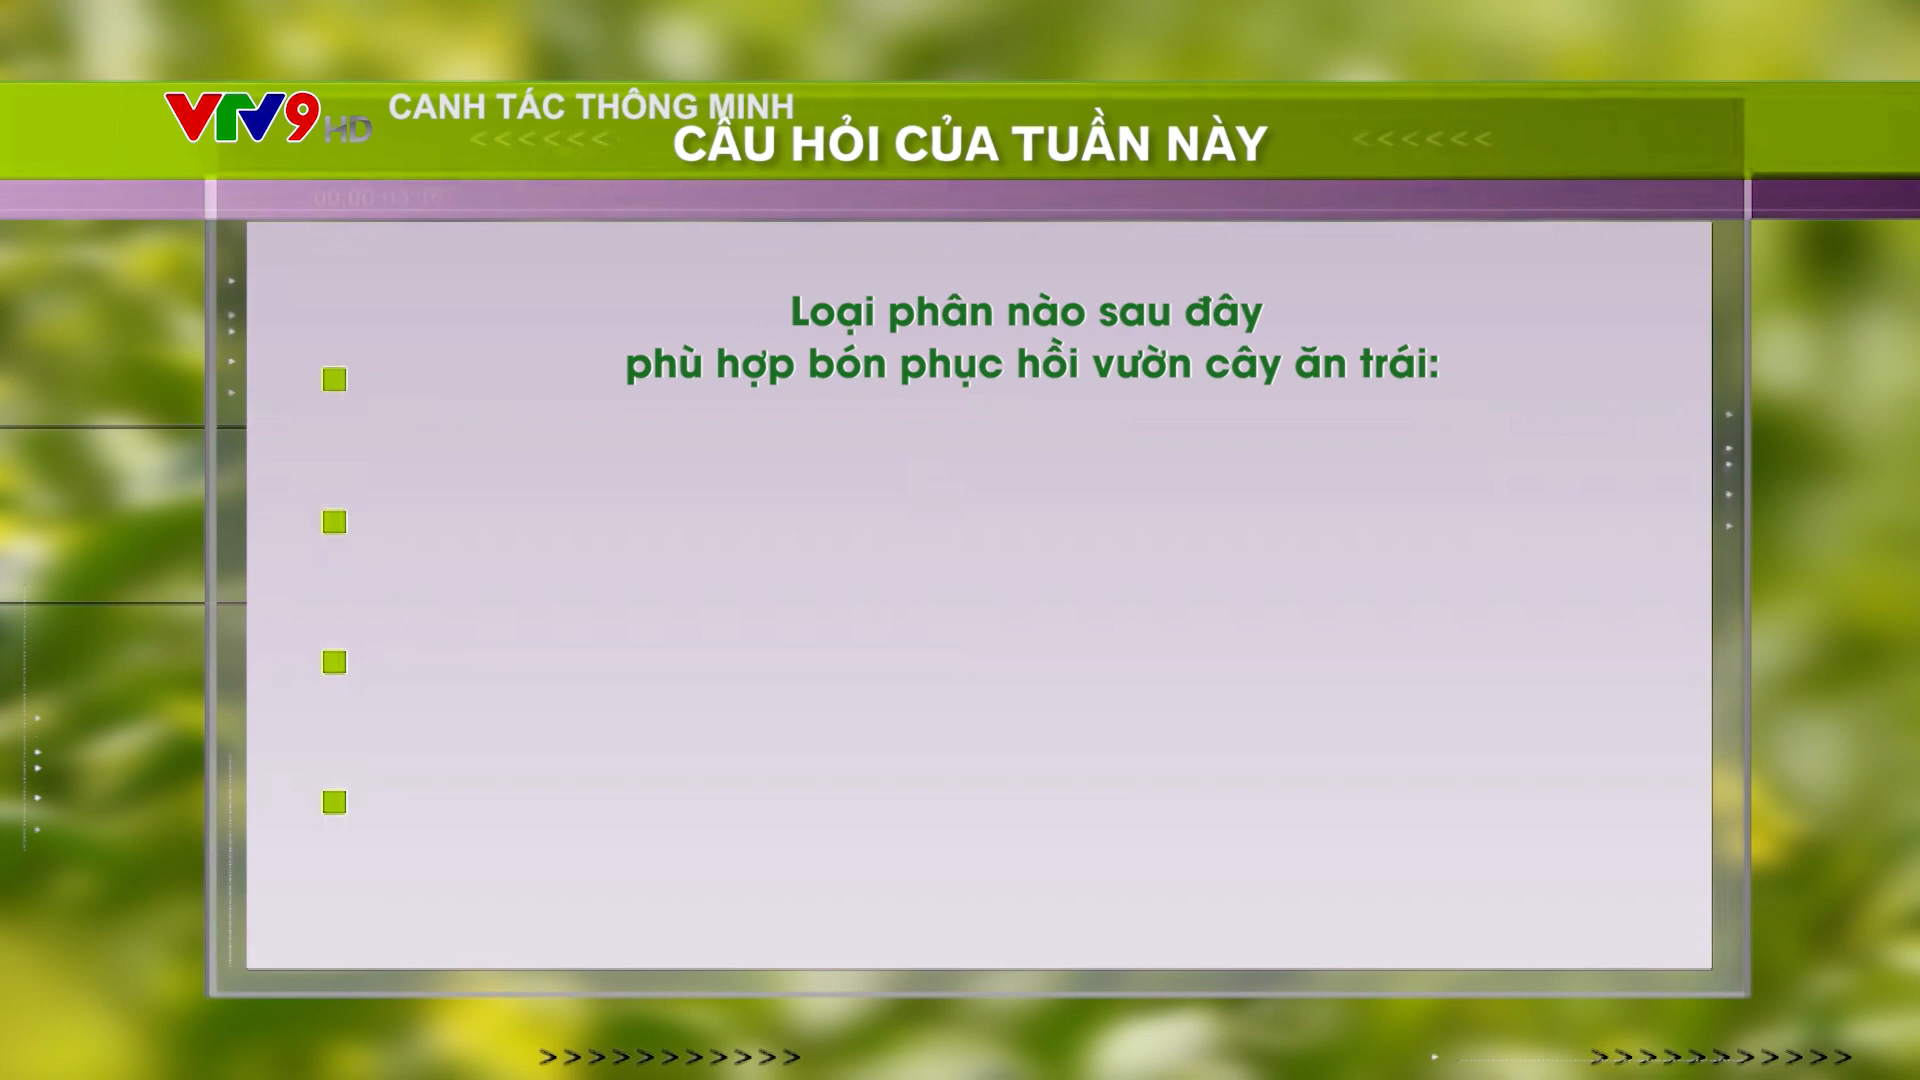 VTV9 HD
CANH TÁC THÔNG MINH
CÂU HỎI CỦA TUẦN NÀY
Loại phân nào sau đây
phù hợp bón phục hồi vườn cây ăn trái: